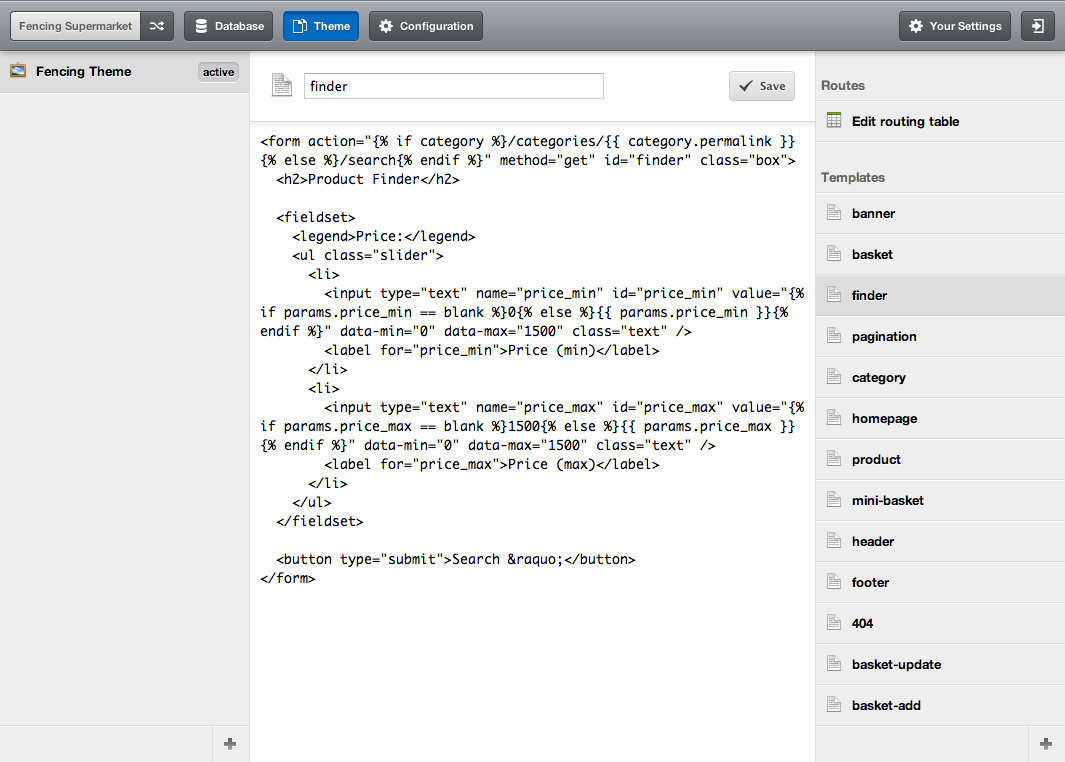 Fencing Supermarket
Database
Theme
Configuration
Your Settings
Fencing Theme
active
finder
Save
<form action="{% if category %}/categories/{{ category.permalink }}
{% else %}/search{% endif %}" method="get" id="finder" class="box">
<h2>Product Finder</h2>
<fieldset>
<legend>Price:</legend>
<ul class="slider">
<li>
<input type="text" name="price_min" id="price_min" value="{%
if params.price_min == blank %}0{% else %}{{ params.price_min }}{%
endif %}" data-min="0" data-max="1500" class="text" />
<label for="price_min">Price (min)</label>
</li>
<li>
<input type="text" name="price_max" id="price_max" value="{%
if params.price_max == blank %}1500{% else %}{{ params.price_max }}
{% endif %}" data-min="0" data-max="1500" class="text" />
<label for="price_max">Price (max)</label>
</li>
</ul>
</fieldset>
<button type="submit">Search &raquo;</button>
</form>
Routes
Edit routing table
Templates
banner
basket
finder
pagination
category
homepage
product
mini-basket
header
footer
404
basket-update
basket-add